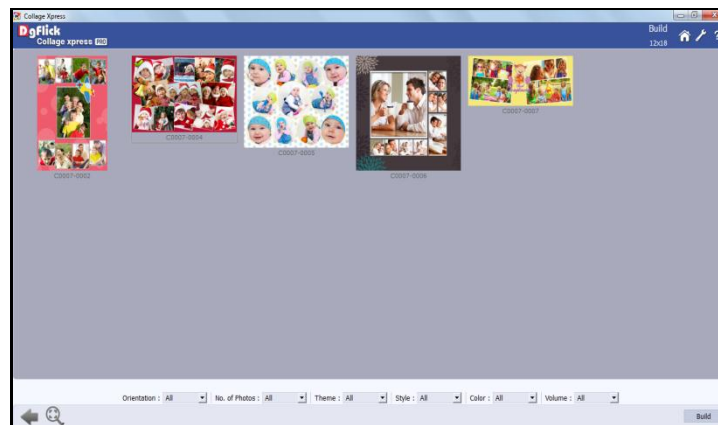 Collage Xpress
DgFlick
Collage xpress PRO
Build
12x18
C0007-0002
C0007-0004
C0007-0005
C0007-0006
C0007-0007
Orientation : All
No. of Photos : All
Theme : All
Style : All
Color : All
Volume : All
Build